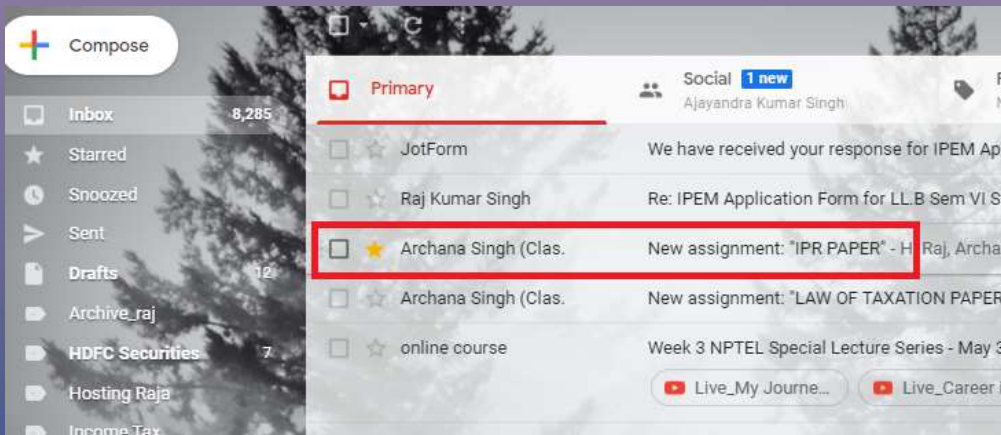 Compose
Inbox 8,285
Starred
Snoozed
Sent
Drafts 12
Archive_raj
HDFC Securities 7
Hosting Raja
Income Tax
Primary
Social 1 new
Ajayandra Kumar Singh
JotForm We have received your response for IPEM Ap
Raj Kumar Singh Re: IPEM Application Form for LL.B Sem VI S
Archana Singh (Clas. New assignment: "IPR PAPER" - Hi Raj, Archa
Archana Singh (Clas. New assignment: "LAW OF TAXATION PAPER
online course Week 3 NPTEL Special Lecture Series - May 3
Live_My Journe... Live_Career